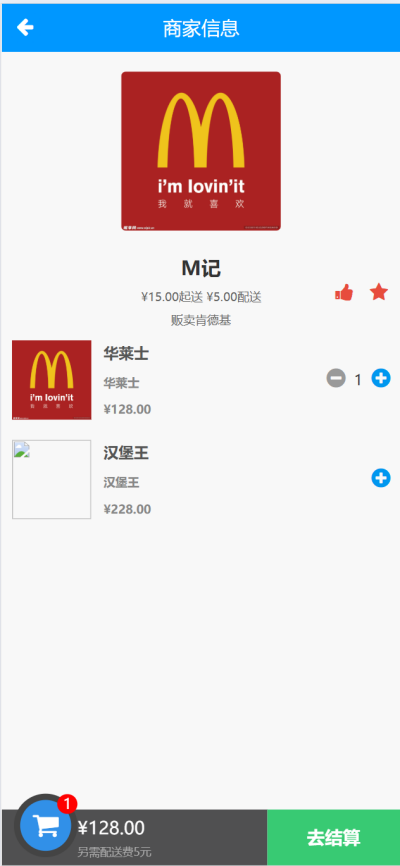 商家信息
i'm lovin'it
我就喜欢
M记
¥15.00起送 ¥5.00配送
贩卖肯德基
i'm lovin'it
华莱士
华莱士
¥128.00
1
汉堡王
汉堡王
¥228.00
1
¥128.00
另需配送费5元
去结算